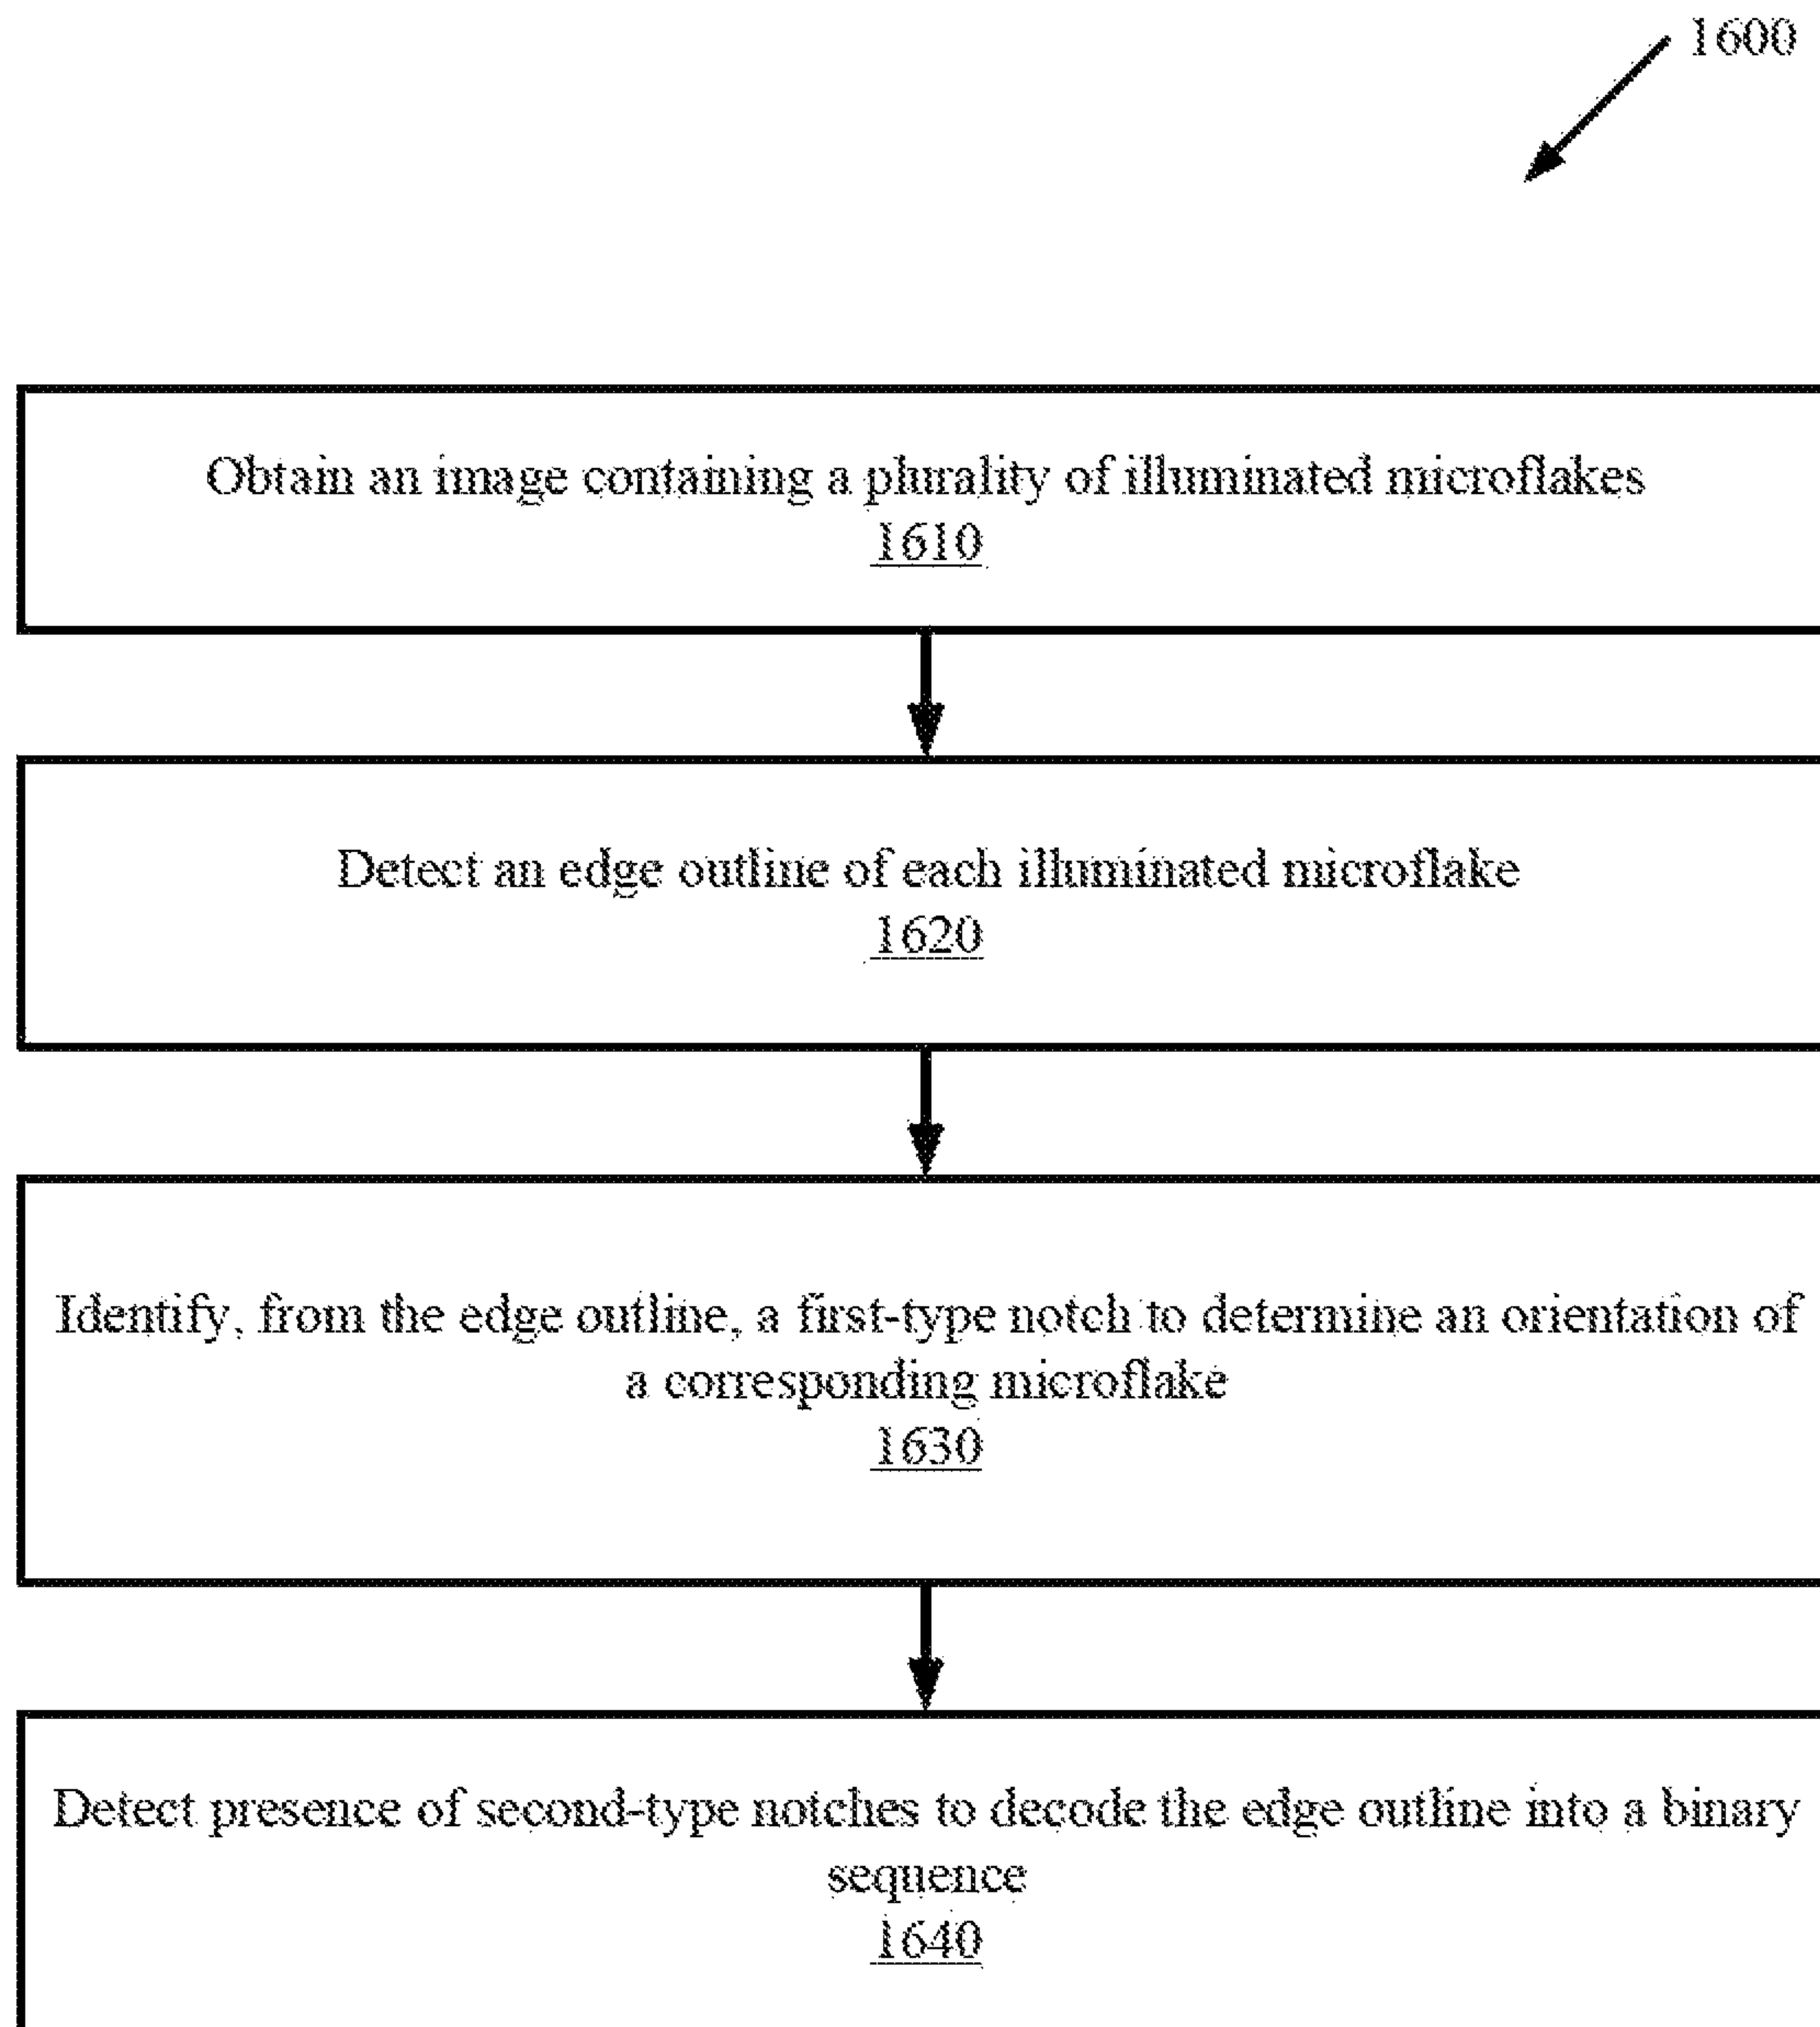 1600
Obtain an image containing a plurality of illuminated microflakes
1610
Detect an edge outline of each illuminated microflake
1620
Identify, from the edge outline, a first-type notch to determine an orientation of
a corresponding microflake
1630
Detect presence of second-type notches to decode the edge outline into a binary
sequence
1640